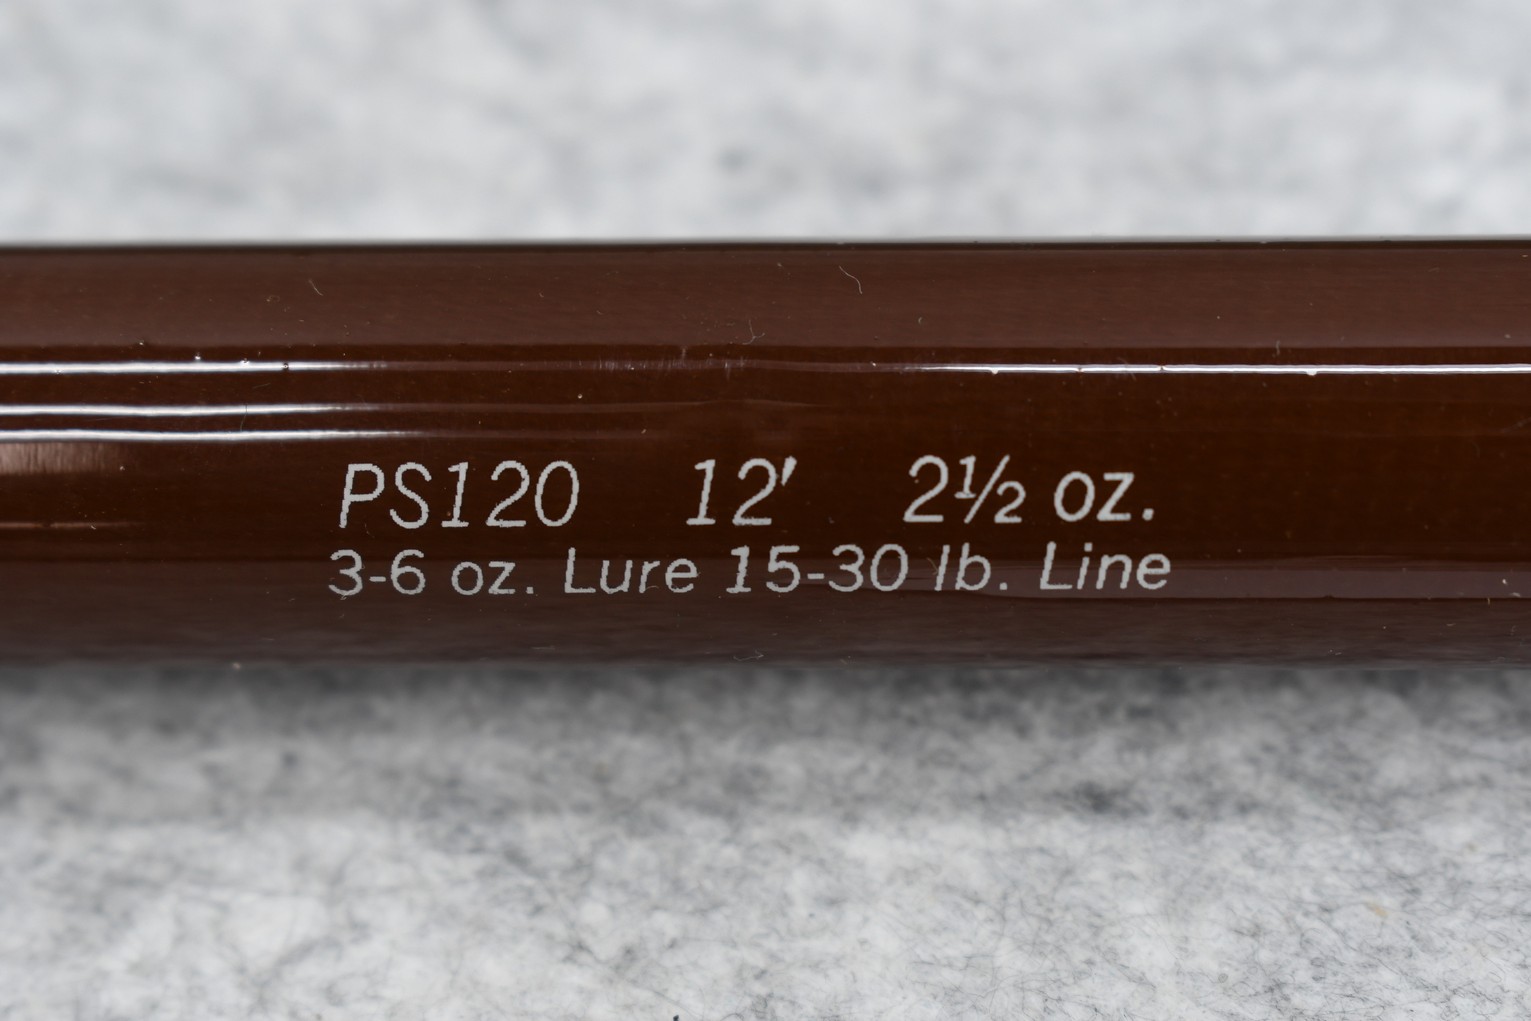 PS120 12' 2½ oz.
3-6 oz. Lure 15-30 lb. Line